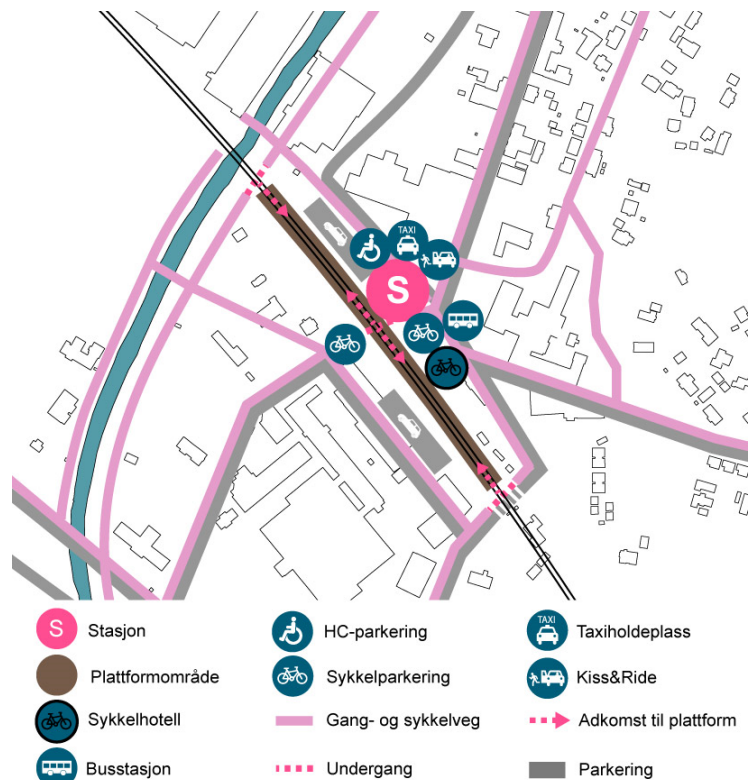 TAXI
S
S
Stasjon
HC-parkering
TAXI
Taxiholdeplass
Plattformområde
Sykkelparkering
Kiss&Ride
Sykkelhotell
Gang- og sykkelveg
Adkomst til plattform
Busstasjon
Undergang
Parkering